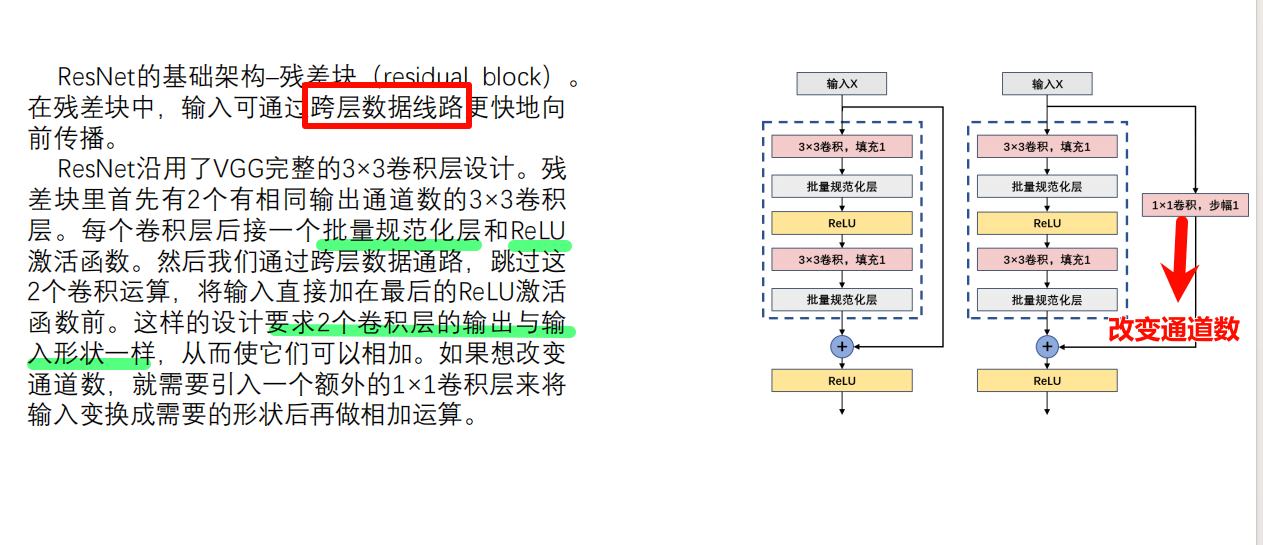 ResNet的基础架构–残差块（residual block）。
在残差块中，输入可通过跨层数据线路更快地向
前传播。
ResNet沿用了VGG完整的3×3卷积层设计。残
差块里首先有2个有相同输出通道数的3×3卷积
层。每个卷积层后接一个批量规范化层和ReLU
激活函数。然后我们通过跨层数据通路，跳过这
2个卷积运算，将输入直接加在最后的ReLU激活
函数前。这样的设计要求2个卷积层的输出与输
入形状一样，从而使它们可以相加。如果想改变
通道数，就需要引入一个额外的1×1卷积层来将
输入变换成需要的形状后再做相加运算。
输入X
3×3卷积，填充1
批量规范化层
ReLU
3×3卷积，填充1
批量规范化层
+
ReLU
输入X
3×3卷积，填充1
批量规范化层
ReLU
3×3卷积，填充1
批量规范化层
+
ReLU
1×1卷积，步幅1
改变通道数